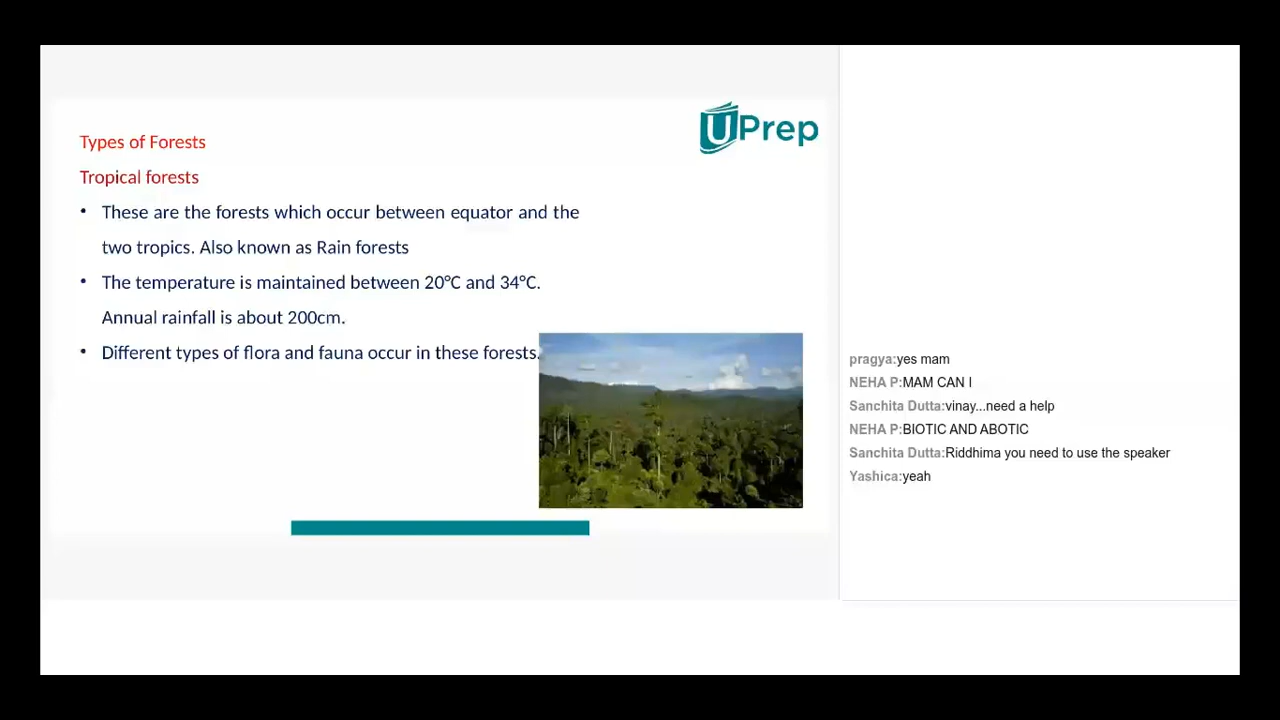 UPrep
Types of Forests
Tropical forests
• These are the forests which occur between equator and the
two tropics. Also known as Rain forests
• The temperature is maintained between 20°C and 34°C.
Annual rainfall is about 200cm.
• Different types of flora and fauna occur in these forests.
pragya:yes mam
NEHA P:MAM CAN I
Sanchita Dutta:vinay...need a help
NEHA P:BIOTIC AND ABOTIC
Sanchita Dutta:Riddhima you need to use the speaker
Yashica:yeah